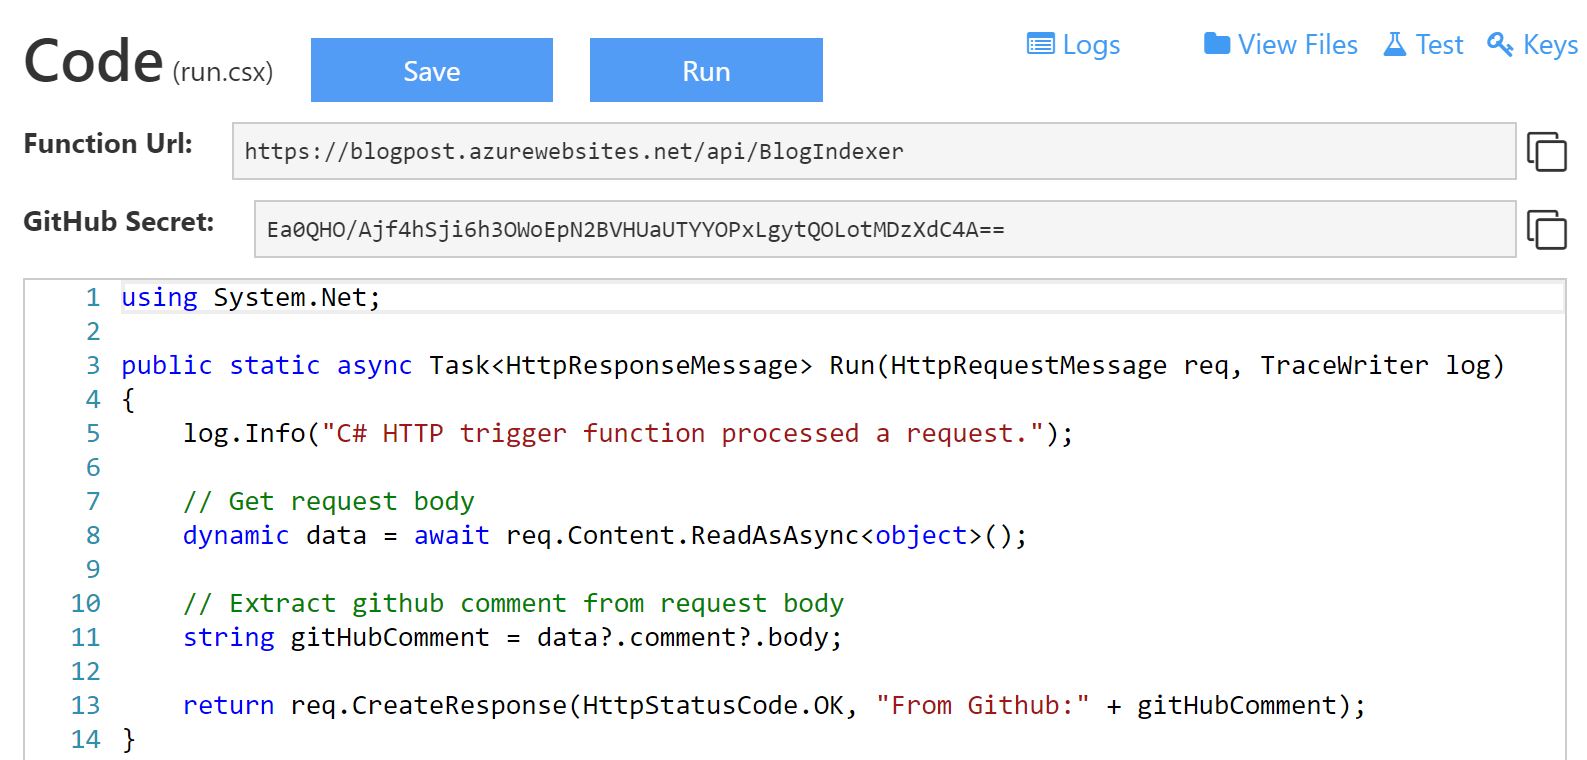 Code (run.csx) Save Run Logs View Files Test Keys
Function Url: https://blogpost.azurewebsites.net/api/BlogIndexer
GitHub Secret: Ea0QHO/Ajf4hSji6h3OWoEpN2BVHUaUTYYOPxLgytQOLotMDzXdC4A==
1 using System.Net;
2
3 public static async Task<HttpResponseMessage> Run(HttpRequestMessage req, TraceWriter log)
4 {
5     log.Info("C# HTTP trigger function processed a request.");
6
7     // Get request body
8     dynamic data = await req.Content.ReadAsAsync<object>();
9
10     // Extract github comment from request body
11     string gitHubComment = data?.comment?.body;
12
13     return req.CreateResponse(HttpStatusCode.OK, "From Github:" + gitHubComment);
14 }